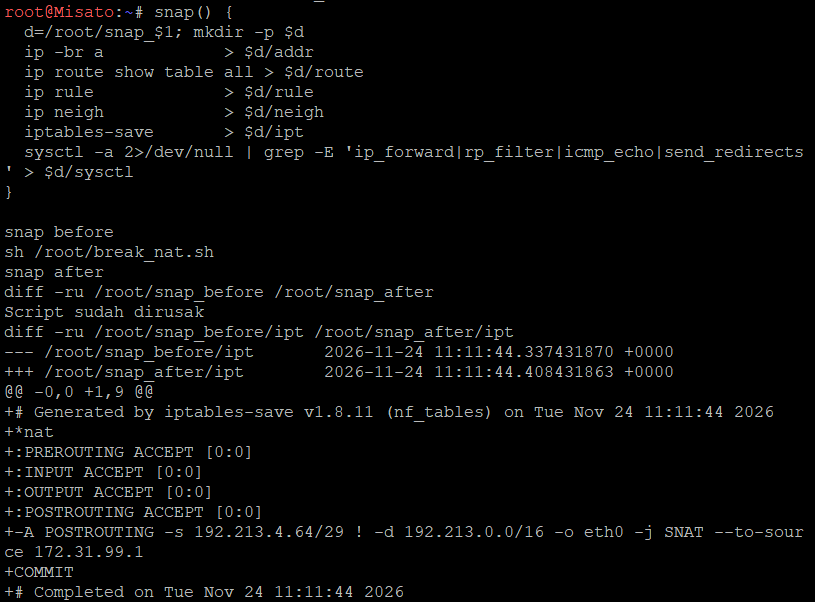 root@Misato:~# snap() {
  d=/root/snap_$1; mkdir -p $d
  ip -br a            > $d/addr
  ip route show table all > $d/route
  ip rule             > $d/rule
  ip neigh            > $d/neigh
  iptables-save       > $d/ipt
  sysctl -a 2>/dev/null | grep -E 'ip_forward|rp_filter|icmp_echo|send_redirects
' > $d/sysctl
}

snap before
sh /root/break_nat.sh
snap after
diff -ru /root/snap_before /root/snap_after
Script sudah dirusak
diff -ru /root/snap_before/ipt /root/snap_after/ipt
--- /root/snap_before/ipt       2026-11-24 11:11:44.337431870 +0000
+++ /root/snap_after/ipt        2026-11-24 11:11:44.408431863 +0000
@@ -0,0 +1,9 @@
+# Generated by iptables-save v1.8.11 (nf_tables) on Tue Nov 24 11:11:44 2026
+*nat
+:PREROUTING ACCEPT [0:0]
+:INPUT ACCEPT [0:0]
+:OUTPUT ACCEPT [0:0]
+:POSTROUTING ACCEPT [0:0]
+-A POSTROUTING -s 192.213.4.64/29 ! -d 192.213.0.0/16 -o eth0 -j SNAT --to-sour
ce 172.31.99.1
+COMMIT
+# Completed on Tue Nov 24 11:11:44 2026